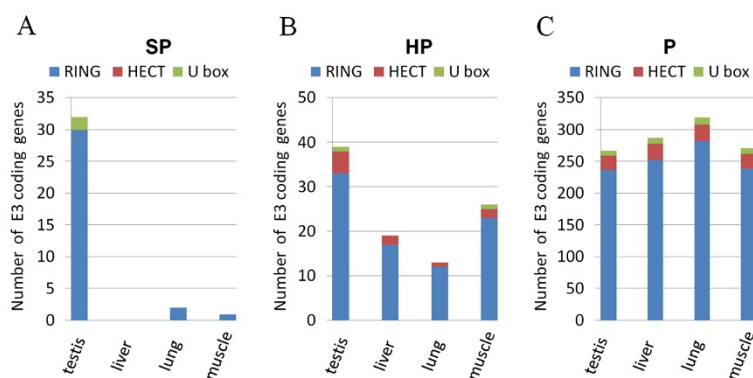 A
SP
RING HECT U box
Number of E3 coding genes
35
30
25
20
15
10
5
0
testis
liver
lung
muscle
B
HP
RING HECT U box
Number of E3 coding genes
50
40
30
20
10
0
testis
liver
lung
muscle
C
P
RING HECT U box
Number of E3 coding genes
350
300
250
200
300
100
50
0
testis
liver
lung
muscle